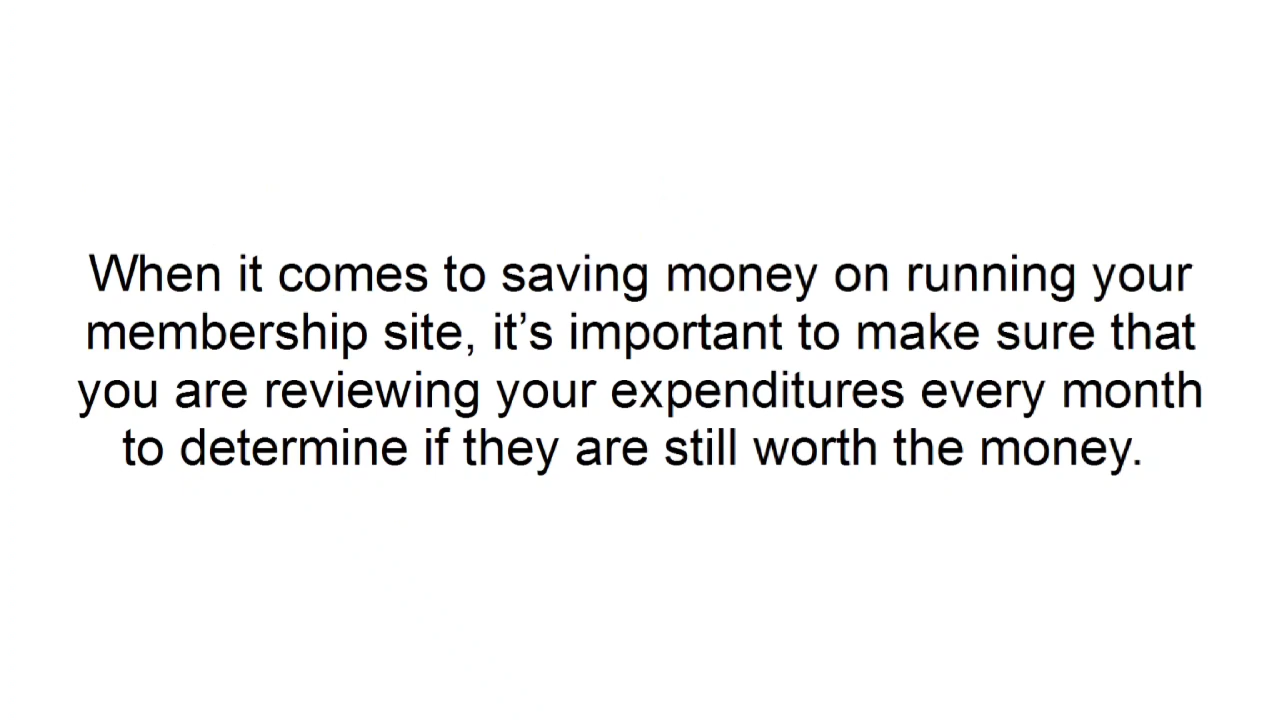 When it comes to saving money on running your
membership site, it’s important to make sure that
you are reviewing your expenditures every month
to determine if they are still worth the money.